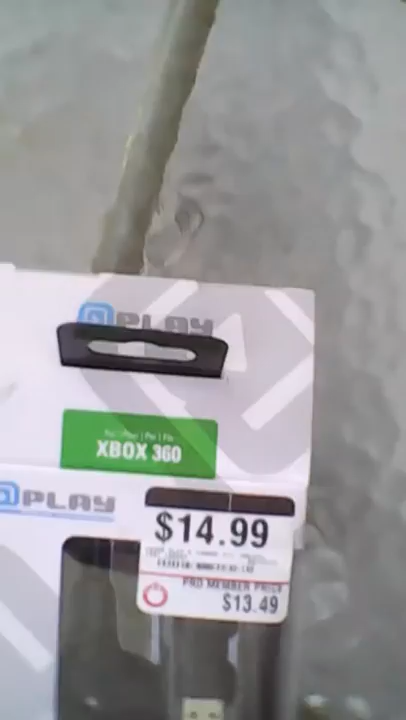 @PLAY
XBOX 360
@PLAY
$14.99
PRO MEMBER PRICE
$13.49